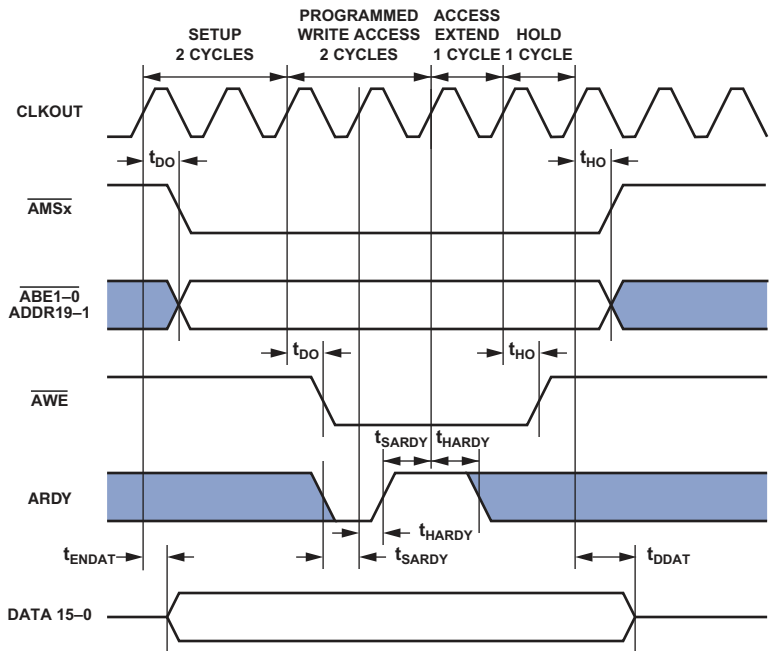 SETUP
2 CYCLES
PROGRAMMED
WRITE ACCESS
2 CYCLES
ACCESS
EXTEND
1 CYCLE
HOLD
1 CYCLE
CLKOUT
tDO
tHO
AMSx
ABE1–0
ADDR19–1
tDO
tHO
AWE
tSARDY
tHARDY
ARDY
tHARDY
tSARDY
tENDAT
tDDAT
DATA 15–0